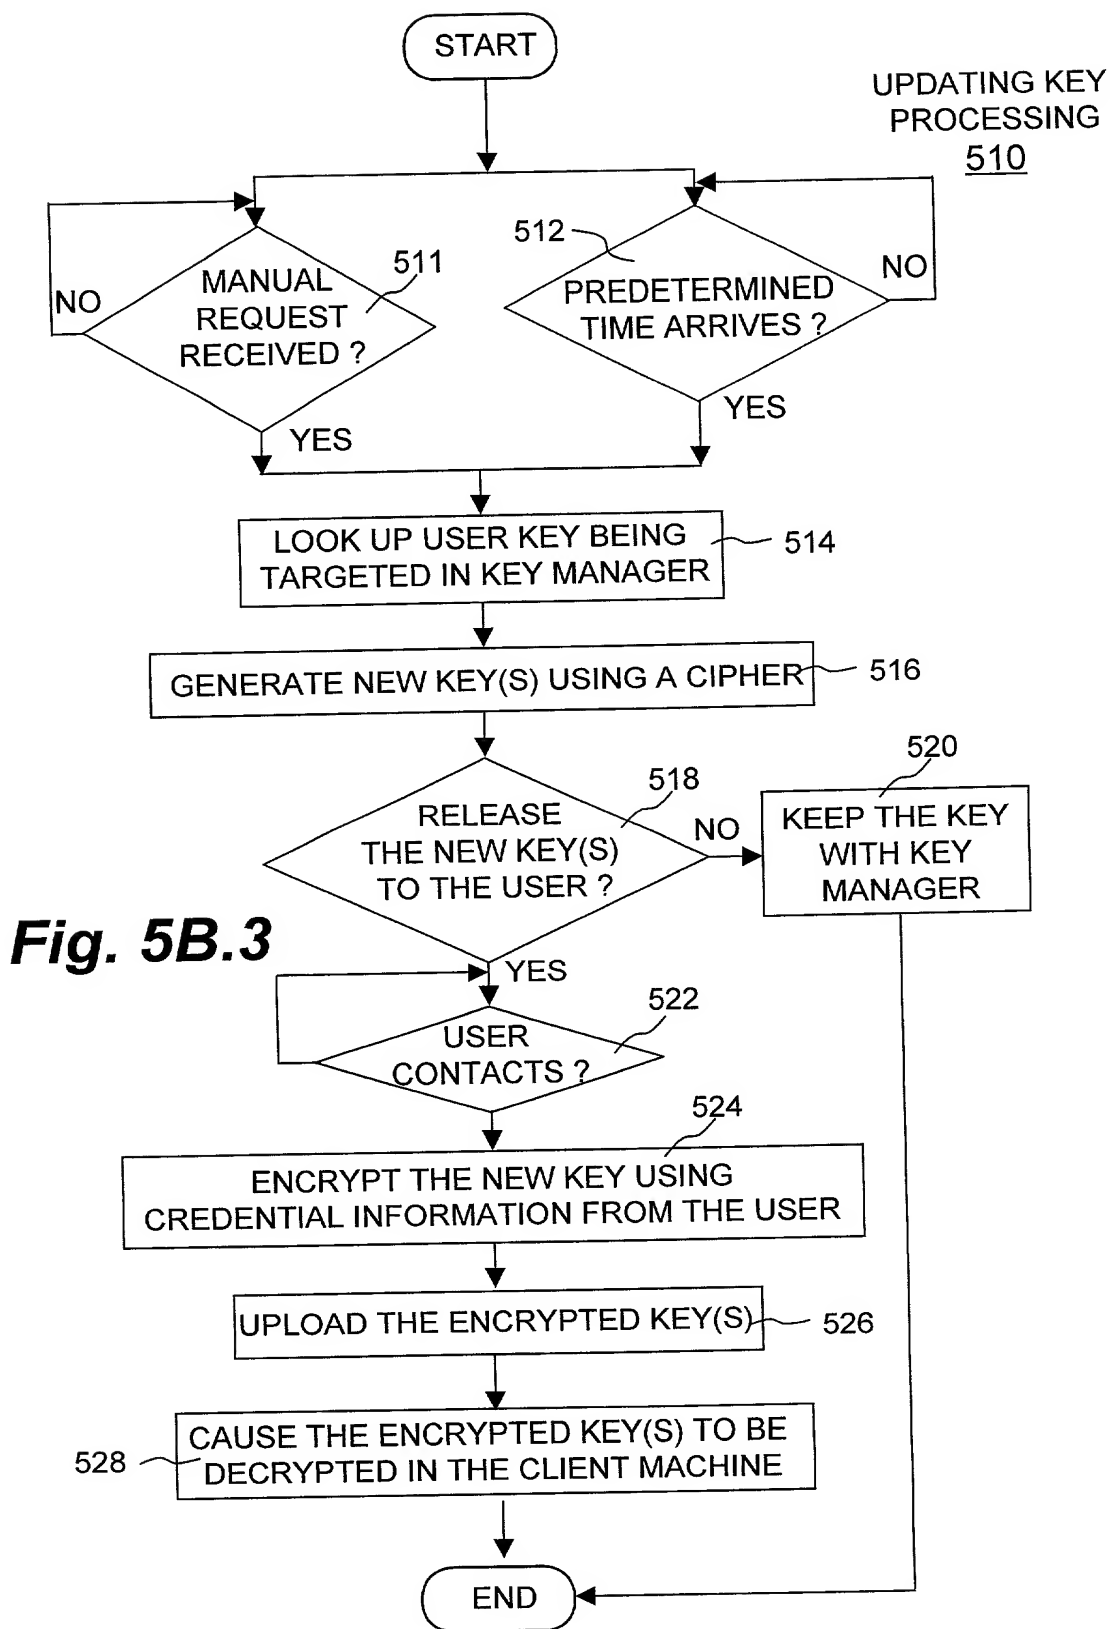 START
UPDATING KEY
PROCESSING
510
512
511
MANUAL
REQUEST
RECEIVED ?
NO
PREDETERMINED
TIME ARRIVES ?
NO
YES
YES
LOOK UP USER KEY BEING
TARGETED IN KEY MANAGER
514
GENERATE NEW KEY(S) USING A CIPHER
516
518
RELEASE
THE NEW KEY(S)
TO THE USER ?
NO
520
KEEP THE KEY
WITH KEY
MANAGER
Fig. 5B.3
YES
522
USER
CONTACTS ?
524
ENCRYPT THE NEW KEY USING
CREDENTIAL INFORMATION FROM THE USER
UPLOAD THE ENCRYPTED KEY(S)
526
CAUSE THE ENCRYPTED KEY(S) TO BE
DECRYPTED IN THE CLIENT MACHINE
528
END